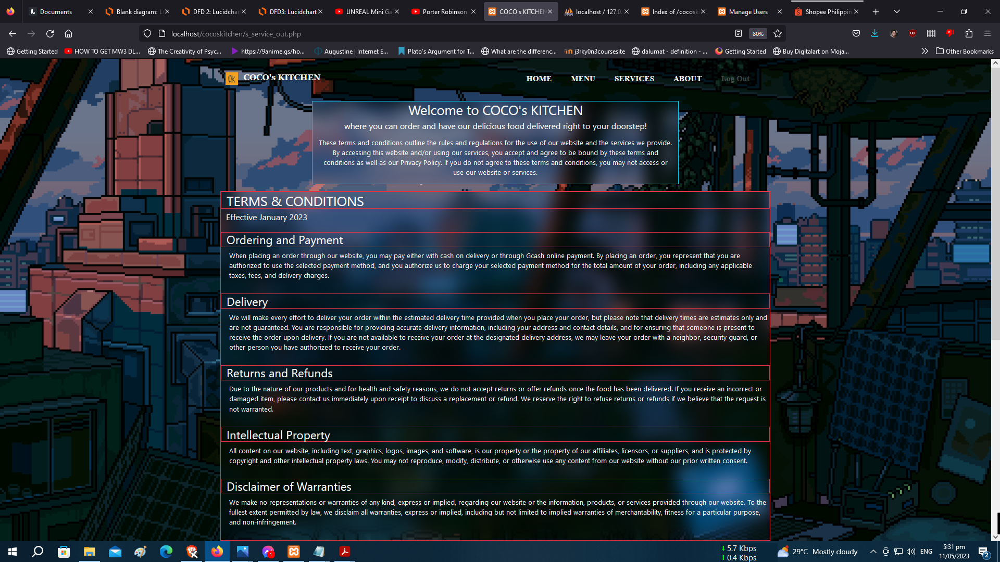 Documents
Blank diagram: L
DFD 2: Lucidchar
DFD3: Lucidchart
UNREAL Mini Ga
Porter Robinson
COCO's KITCHEN
localhost / 127.0.
Index of /cocosk
Manage Users
Shopee Philippin
localhost/cocoskitchen/s_service_out.php
80%
Getting Started
HOW TO GET MW3 DL...
The Creativity of Psyc...
https://9anime.gs/ho...
Augustine | Internet E...
Plato's Argument for T...
What are the differenc...
j3rky0n3coursesite
dalumat - definition - ...
Getting Started
Buy Digitalart on Moja...
Other Bookmarks
CK
COCO's KITCHEN
HOME
MENU
SERVICES
ABOUT
Log Out
Welcome to COCO's KITCHEN
where you can order and have our delicious food delivered right to your doorstep!
These terms and conditions outline the rules and regulations for the use of our website and the services we provide.
By accessing this website and/or using our services, you accept and agree to be bound by these terms and
conditions as well as our Privacy Policy. If you do not agree to these terms and conditions, you may not access or
use our website or services.
TERMS & CONDITIONS
Effective January 2023
Ordering and Payment
When placing an order through our website, you may pay either with cash on delivery or through Gcash online payment. By placing an order, you represent that you are
authorized to use the selected payment method, and you authorize us to charge your selected payment method for the total amount of your order, including any applicable
taxes, fees, and delivery charges.
Delivery
We will make every effort to deliver your order within the estimated delivery time provided when you place your order, but please note that delivery times are estimates only and
are not guaranteed. You are responsible for providing accurate delivery information, including your address and contact details, and for ensuring that someone is present to
receive the order upon delivery. If you are not available to receive your order at the designated delivery address, we may leave your order with a neighbor, security guard, or
other person you have authorized to receive your order.
Returns and Refunds
Due to the nature of our products and for health and safety reasons, we do not accept returns or offer refunds once the food has been delivered. If you receive an incorrect or
damaged item, please contact us immediately upon receipt to discuss a replacement or refund. We reserve the right to refuse returns or refunds if we believe that the request is
not warranted.
Intellectual Property
All content on our website, including text, graphics, logos, images, and software, is our property or the property of our affiliates, licensors, or suppliers, and is protected by
copyright and other intellectual property laws. You may not reproduce, modify, distribute, or otherwise use any content from our website without our prior written consent.
Disclaimer of Warranties
We make no representations or warranties of any kind, express or implied, regarding our website or the information, products, or services provided through our website. To the
fullest extent permitted by law, we disclaim all warranties, express or implied, including but not limited to implied warranties of merchantability, fitness for a particular purpose,
and non-infringement.
5.7 Kbps
0.4 Kbps
29°C Mostly cloudy
ENG
5:31 pm
11/05/2023
2
1